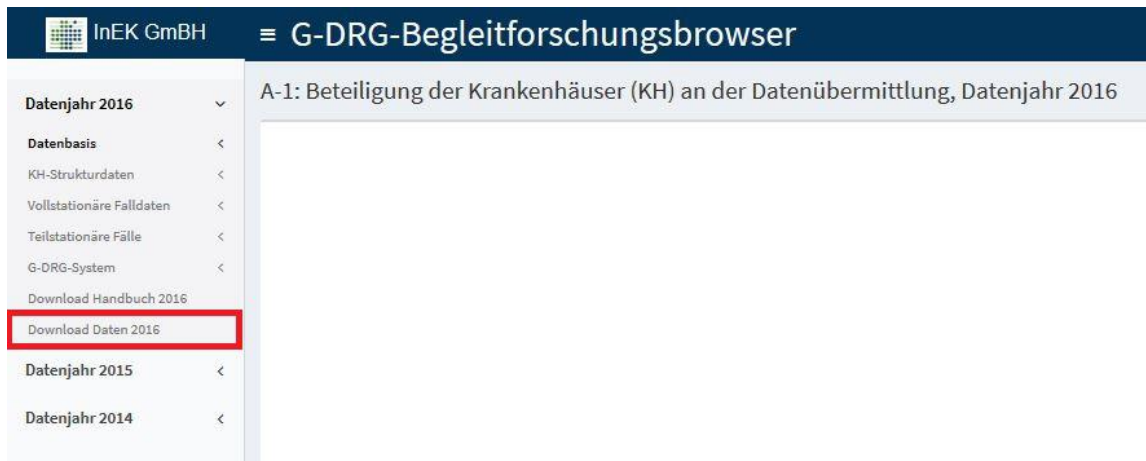 InEK GmBH
≡ G-DRG-Begleitforschungsbrowser
A-1: Beteiligung der Krankenhäuser (KH) an der Datenübermittlung, Datenjahr 2016
Datenjahr 2016
Datenbasis
KH-Strukturdaten
Vollstationäre Falldaten
Teilstationäre Fälle
G-DRG-System
Download Handbuch 2016
Download Daten 2016
Datenjahr 2015
Datenjahr 2014